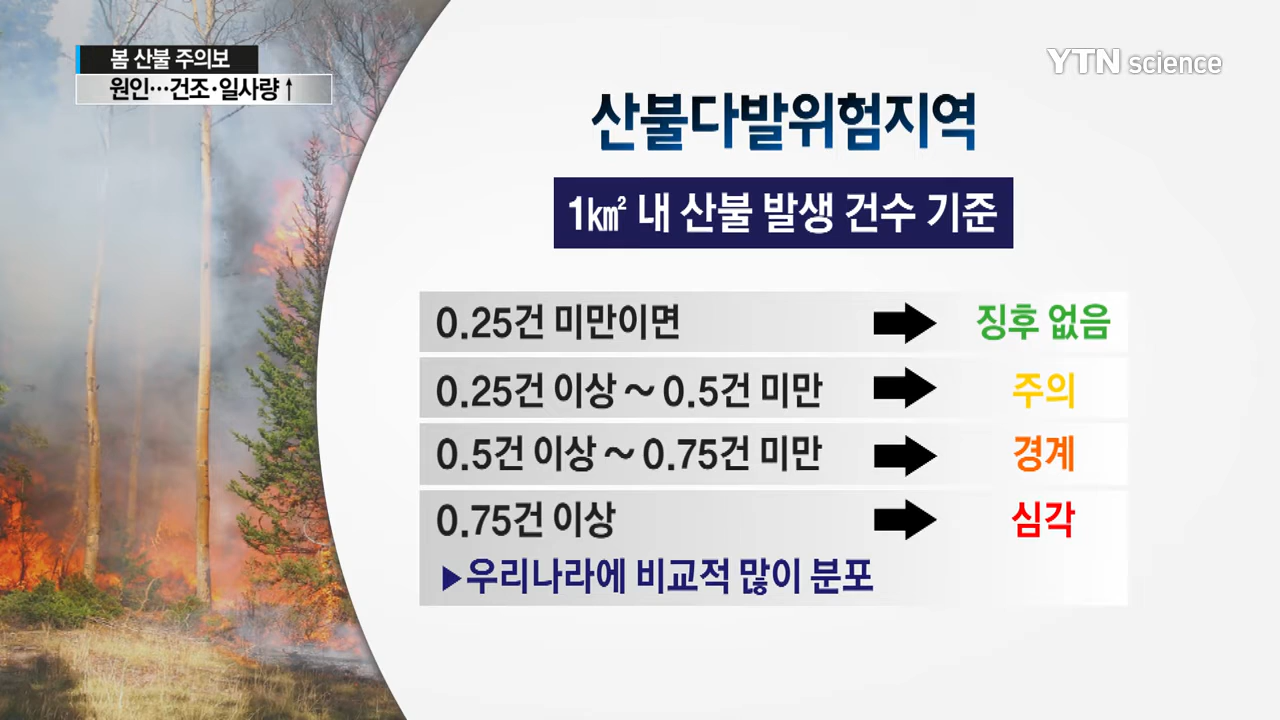 봄 산불 주의보
원인…건조·일사량↑
YTN science
산불다발위험지역
1㎢ 내 산불 발생 건수 기준
0.25건 미만이면 ➡ 징후 없음
0.25건 이상 ~ 0.5건 미만 ➡ 주의
0.5건 이상 ~ 0.75건 미만 ➡ 경계
0.75건 이상 ➡ 심각
▶우리나라에 비교적 많이 분포